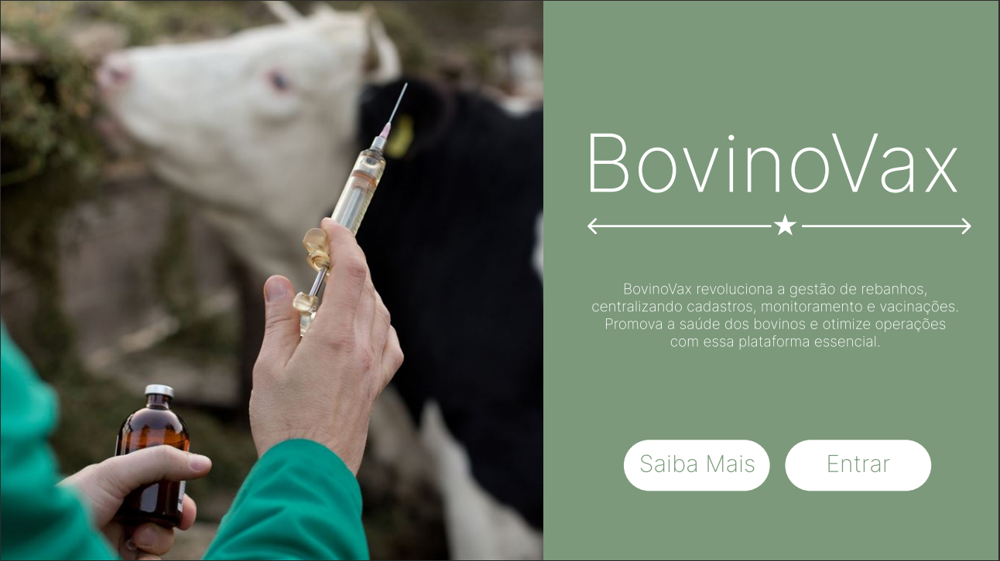 BovinoVax
BovinoVax revoluciona a gestão de rebanhos,
centralizando cadastros, monitoramento e vacinações.
Promova a saúde dos bovinos e otimize operações
com essa plataforma essencial.
Saiba Mais
Entrar